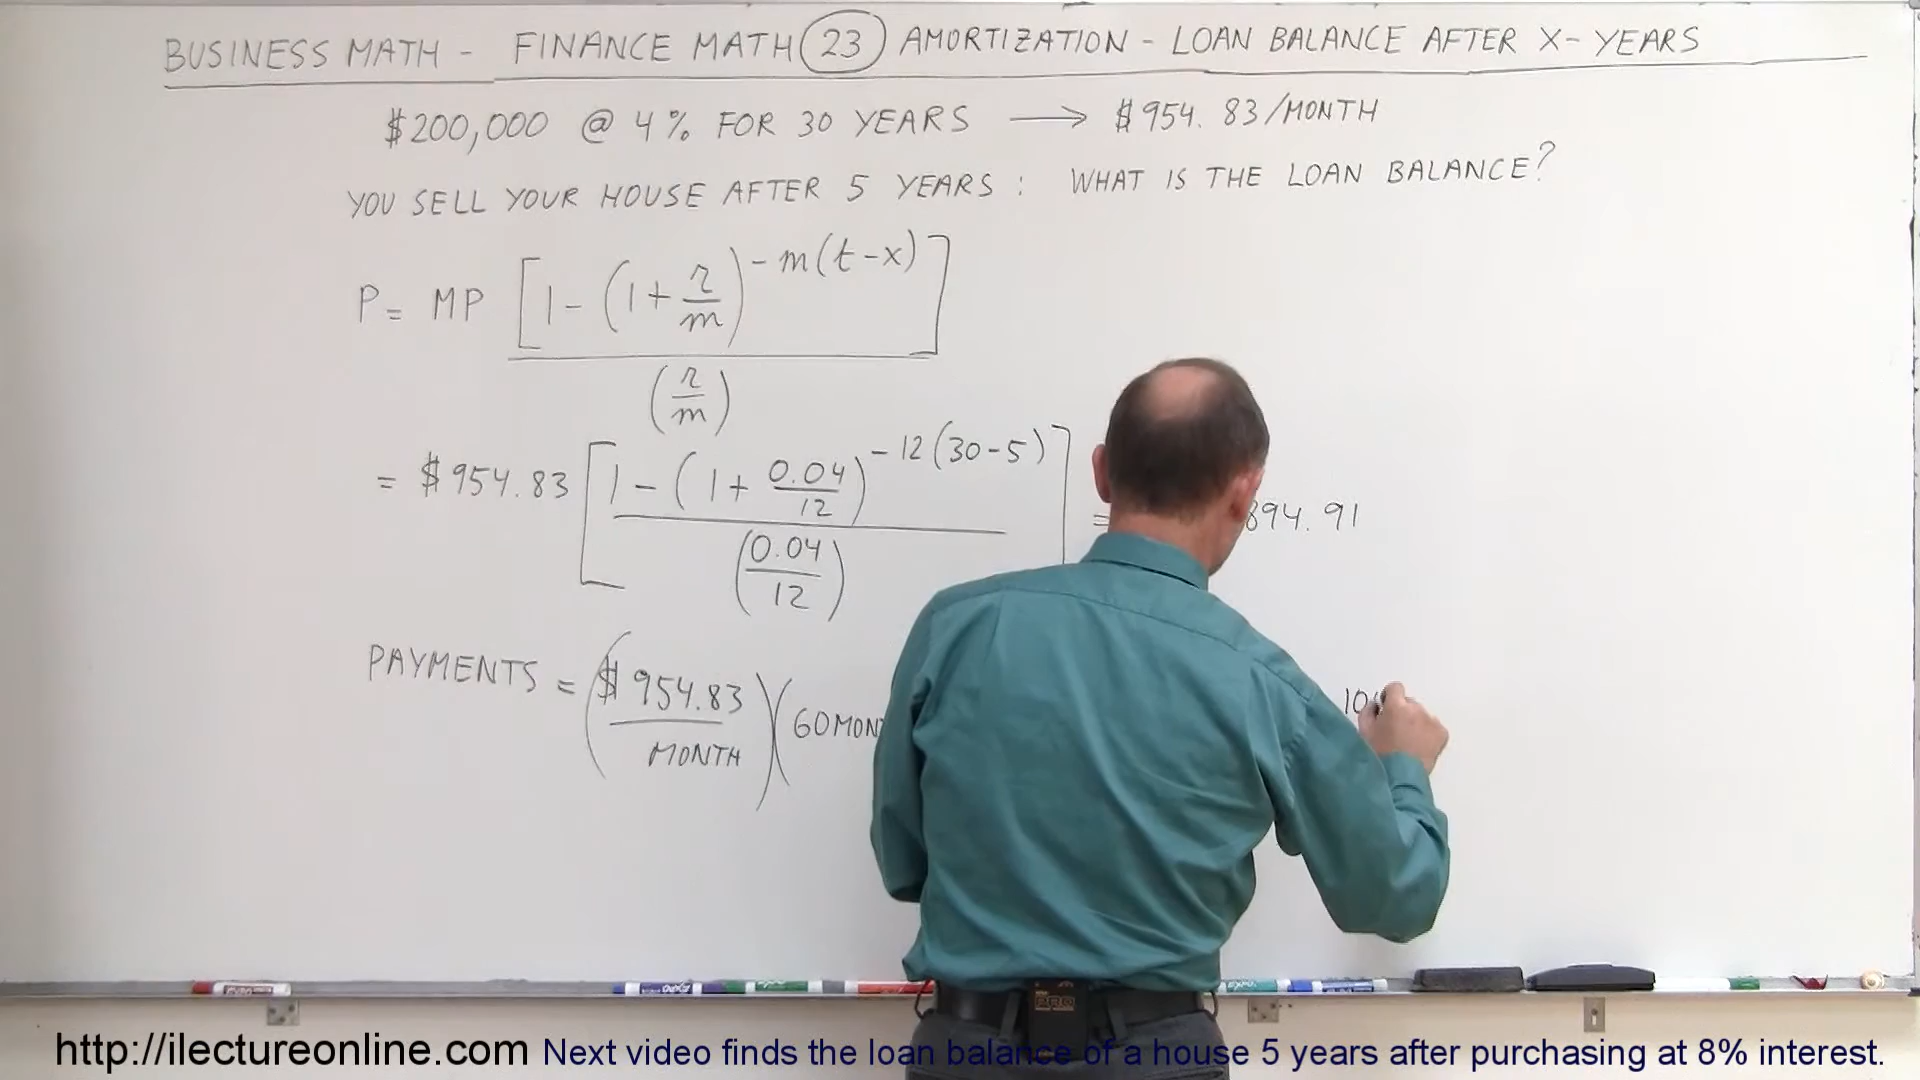 BUSINESS MATH - FINANCE MATH 23 AMORTIZATION - LOAN BALANCE AFTER X-YEARS
$200,000 @ 4% FOR 30 YEARS → $954.83/MONTH
YOU SELL YOUR HOUSE AFTER 5 YEARS : WHAT IS THE LOAN BALANCE?
P = MP [1 - (1 + r/m)^-m(t-x)] / (r/m)
= $954.83 [1 - (1 + 0.04/12)^-12(30-5) / (0.04/12)] = 894.91
PAYMENTS = ($954.83 / MONTH)(60 MON
http://ilectureonline.com Next video finds the loan balance of a house 5 years after purchasing at 8% interest.